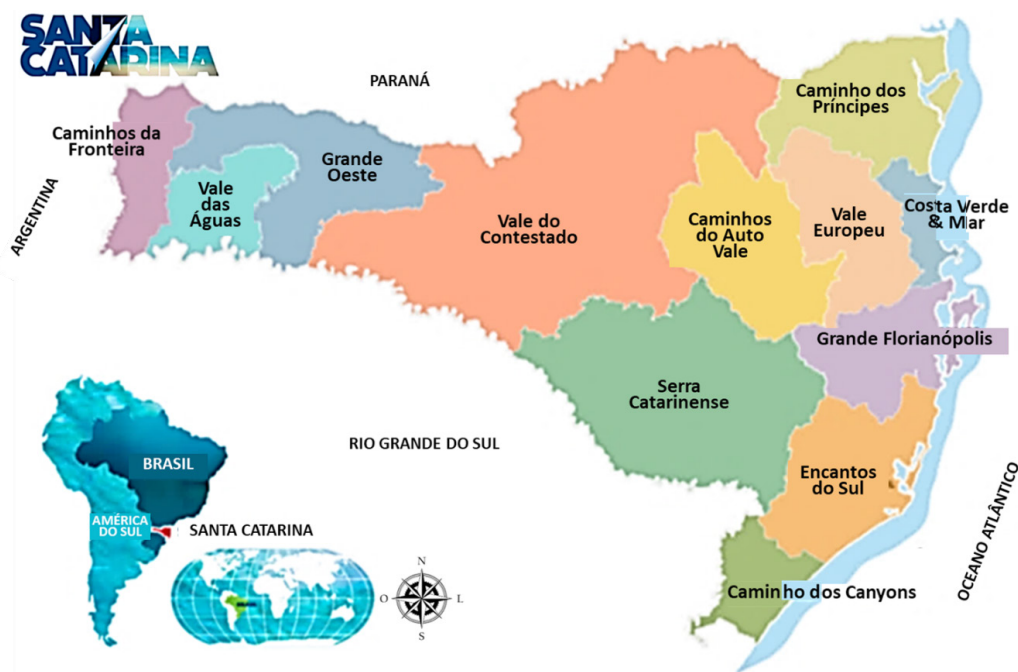 SANTA
CATARINA
PARANÁ
ARGENTINA
Caminhos da
Fronteira
Vale
das
Águas
Grande
Oeste
Vale do
Contestado
Caminho dos
Príncipes
Caminhos
do Auto
Vale
Vale
Europeu
Costa Verde
& Mar
Grande Florianópolis
Serra
Catarinense
Encantos
do Sul
Caminho dos Canyons
RIO GRANDE DO SUL
OCEANO ATLÂNTICO
BRASIL
AMÉRICA
DO SUL
SANTA CATARINA
N
O
L
S